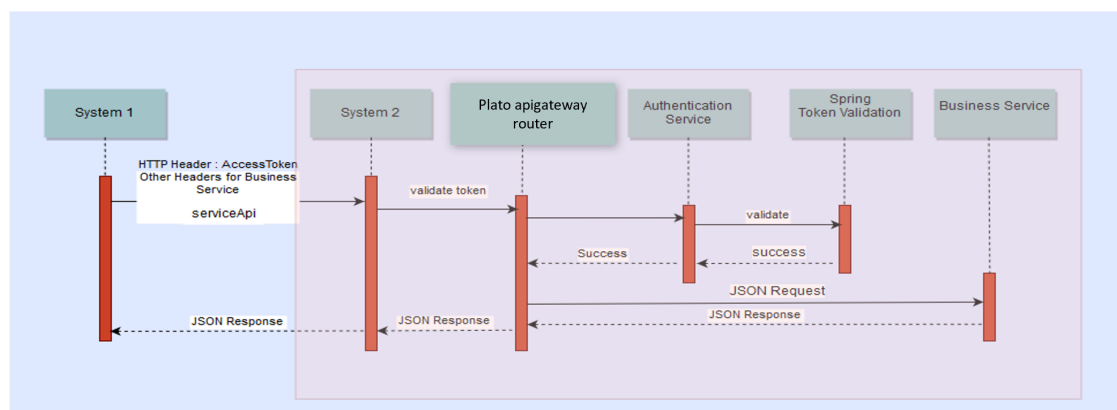 System 1
System 2
Plato apigateway
router
Authentication
Service
Spring
Token Validation
Business Service
HTTP Header : AccessToken
Other Headers for Business
Service
serviceApi
validate token
validate
Success
success
JSON Request
JSON Response
JSON Response
JSON Response